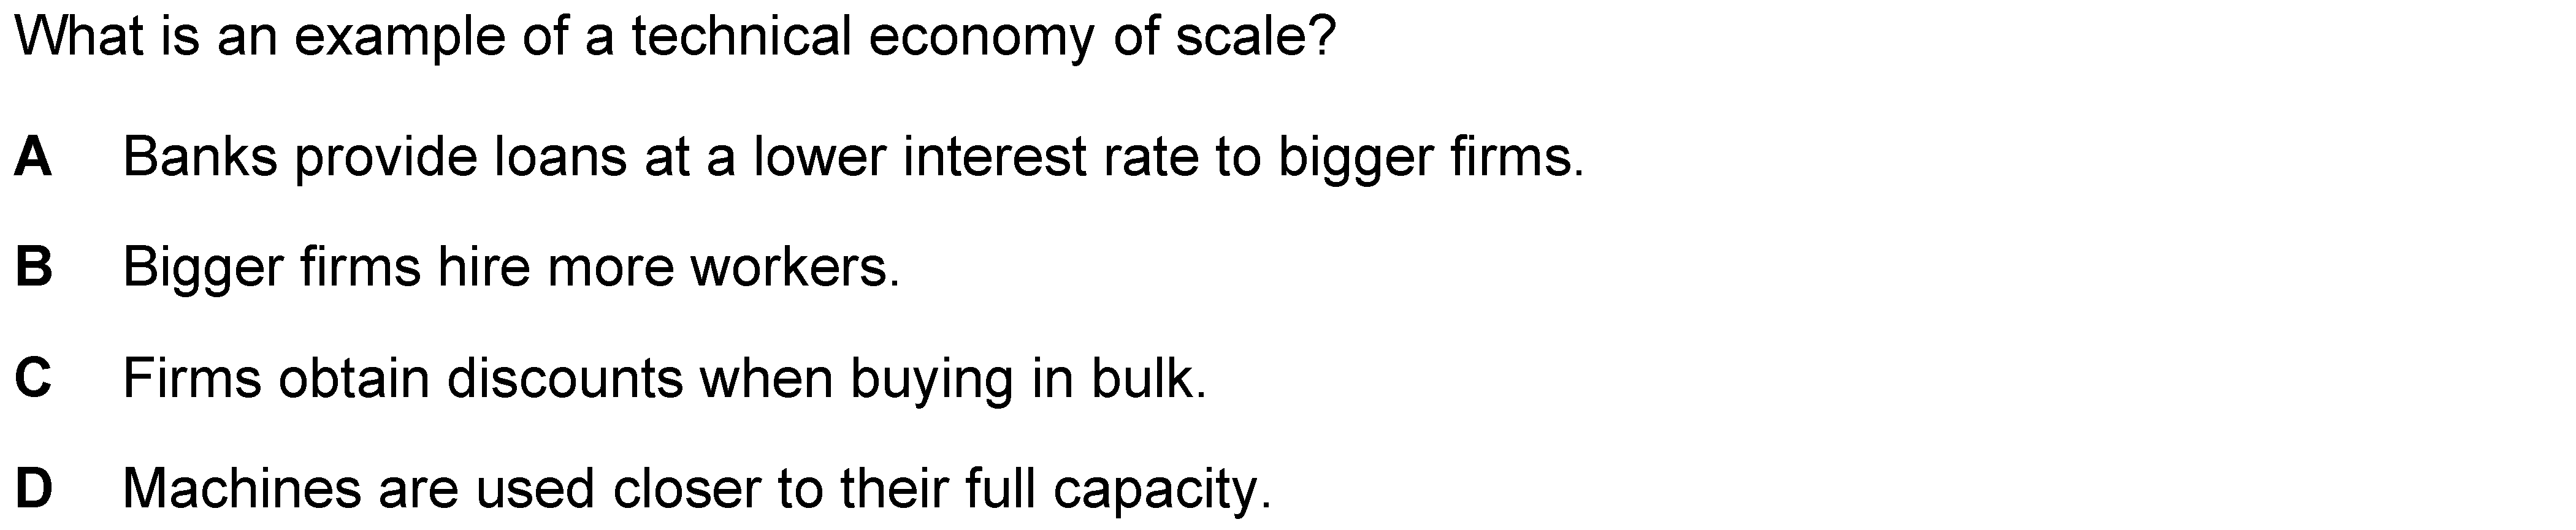 What is an example of a technical economy of scale?
A Banks provide loans at a lower interest rate to bigger firms.
B Bigger firms hire more workers.
C Firms obtain discounts when buying in bulk.
D Machines are used closer to their full capacity.